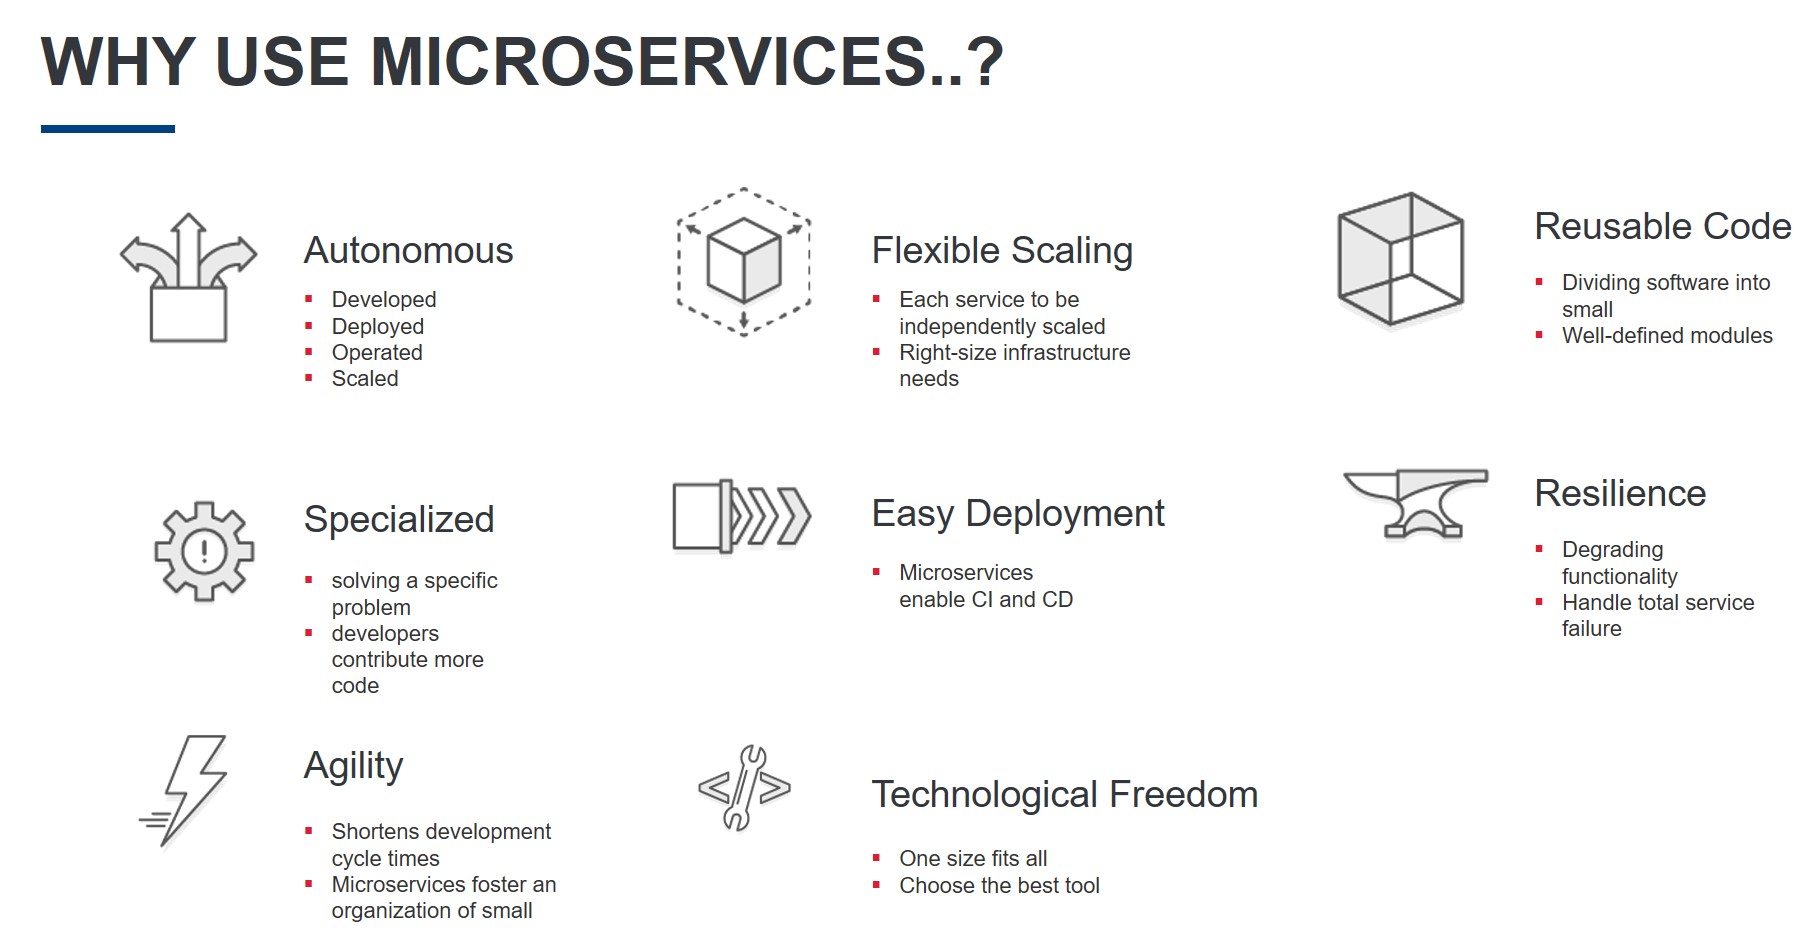 WHY USE MICROSERVICES..?
Autonomous
Developed
Deployed
Operated
Scaled
Flexible Scaling
Each service to be
independently scaled
Right-size infrastructure
needs
Reusable Code
Dividing software into
small
Well-defined modules
Specialized
solving a specific
problem
developers
contribute more
code
Easy Deployment
Microservices
enable CI and CD
Resilience
Degrading
functionality
Handle total service
failure
Agility
Shortens development
cycle times
Microservices foster an
organization of small
Technological Freedom
One size fits all
Choose the best tool